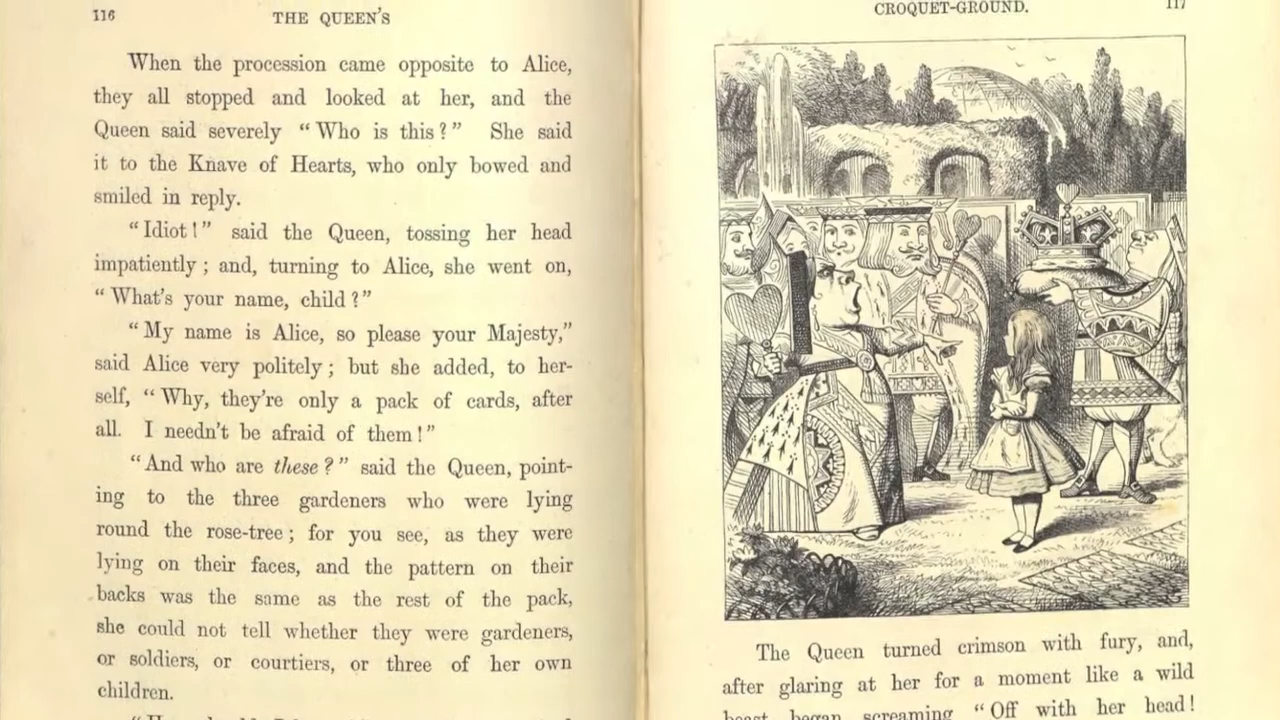 116
THE QUEEN'S
When the procession came opposite to Alice,
they all stopped and looked at her, and the
Queen said severely “Who is this?” She said
it to the Knave of Hearts, who only bowed and
smiled in reply.
“Idiot!” said the Queen, tossing her head
impatiently; and, turning to Alice, she went on,
“What's your name, child?”
“My name is Alice, so please your Majesty,”
said Alice very politely; but she added, to her-
self, “Why, they're only a pack of cards, after
all. I needn't be afraid of them!”
“And who are these?” said the Queen, point-
ing to the three gardeners who were lying
round the rose-tree; for you see, as they were
lying on their faces, and the pattern on their
backs was the same as the rest of the pack,
she could not tell whether they were gardeners,
or soldiers, or courtiers, or three of her own
children.
CROQUET-GROUND.
117
The Queen turned crimson with fury, and,
after glaring at her for a moment like a wild
beast, began screaming “Off with her head!